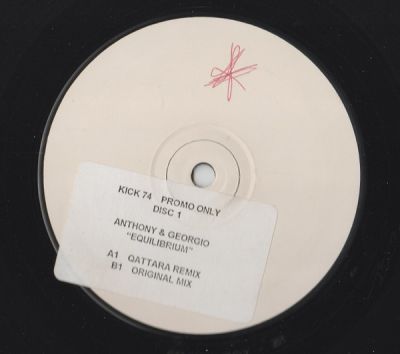 KICK 74 PROMO ONLY
DISC 1
ANTHONY & GEORGIO
"EQUILIBRIUM"
A1 QATTARA REMIX
B1 ORIGINAL MIX